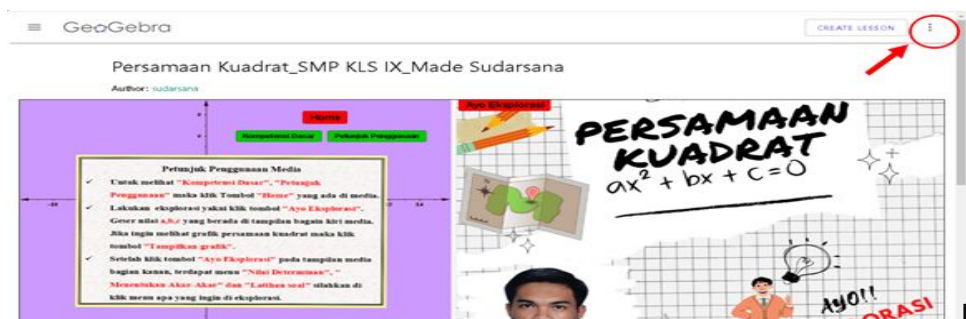 GeoGebra
CREATE LESSON
Persamaan Kuadrat_SMP KLS IX_Made Sudarsana
Author: sudarsana
Home
Kompetensi Dasar
Petunjuk Penggunaan
Petunjuk Penggunaan Media
✓ Untuk melihat "Kompetensi Dasar", "Petunjuk
Penggunaan" maka klik Tombol "Home" yang ada di media.
✓ Lakukan eksplorasi yakni klik tombol "Ayo Eksplorasi".
Geser nilai a,b,c yang berada di tampilan bagain kiri media.
Jika ingin melihat grafik persamaan kuadrat maka klik
tombol "Tampilkan grafik".
✓ Setelah klik tombol "Ayo Eksplorasi" pada tampilan media
bagian kanan, terdapat menu "Nilai Determinan", "
Menentukan Akar-Akar" dan "Latihan soal" silahkan di
klik menu apa yang ingin di eksplorasi.
Ayo Eksplorasi
PERSAMAAN
KUADRAT
ax² + bx + c = 0
AYO!!
ORASI